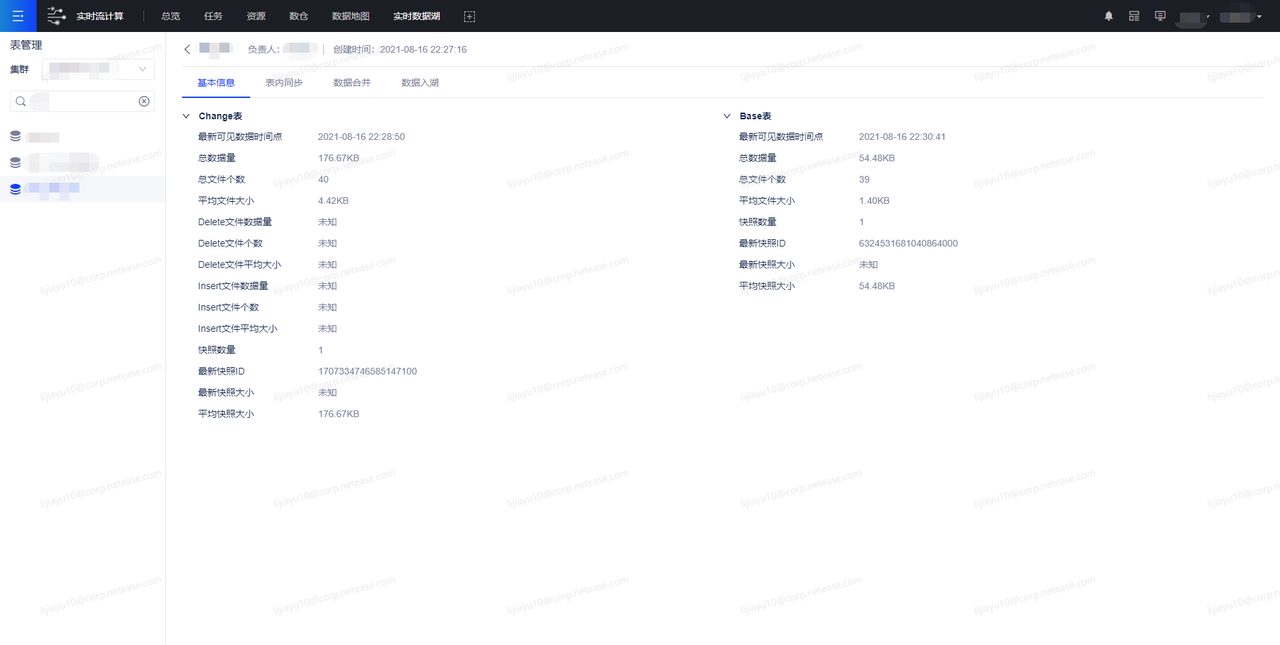 实时流计算 总览 任务 资源 数仓 数据地图 实时数据湖
表管理
集群
负责人: 创建时间: 2021-08-16 22:27:16
基本信息 表内同步 数据合并 数据入湖
Change表
最新可见数据时间点 2021-08-16 22:28:50
总数据量 176.67KB
总文件个数 40
平均文件大小 4.42KB
Delete文件数据量 未知
Delete文件个数 未知
Delete文件平均大小 未知
Insert文件数据量 未知
Insert文件个数 未知
Insert文件平均大小 未知
快照数量 1
最新快照ID 1707334746585147100
最新快照大小 未知
平均快照大小 176.67KB
Base表
最新可见数据时间点 2021-08-16 22:30:41
总数据量 54.48KB
总文件个数 39
平均文件大小 1.40KB
快照数量 1
最新快照ID 6324531681040864000
最新快照大小 未知
平均快照大小 54.48KB
lijiayu10@corp.netease.com